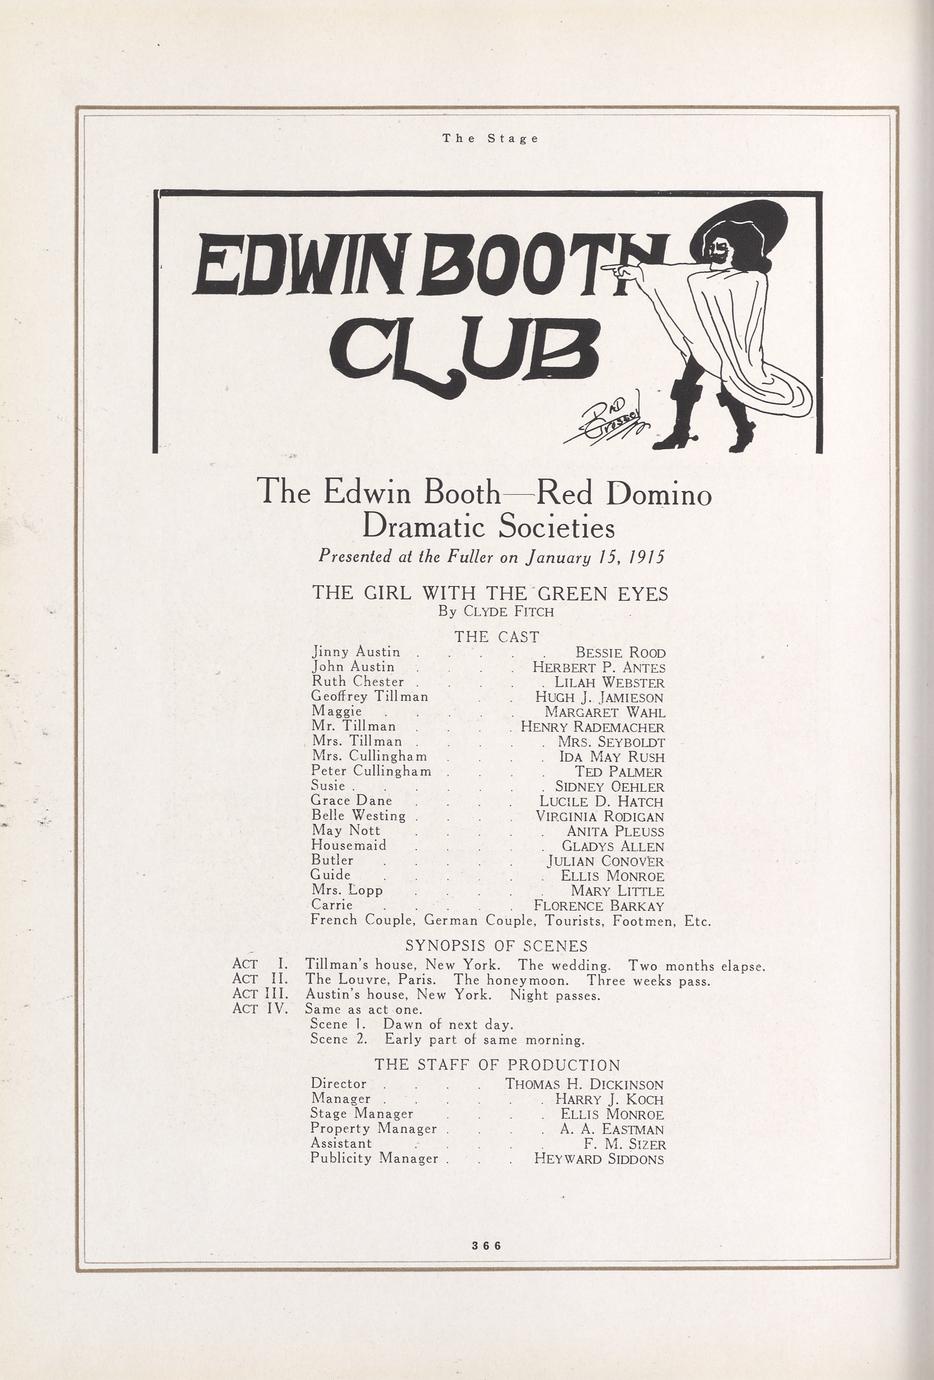 The Stage
EDWIN BOOTH
CLUB
The Edwin Booth—Red Domino
Dramatic Societies
Presented at the Fuller on January 15, 1915
THE GIRL WITH THE GREEN EYES
By CLYDE FITCH
THE CAST
Jinny Austin . . . . . BESSIE ROOD
John Austin . . . . HERBERT P. ANTES
Ruth Chester . . . . . LILAH WEBSTER
Geoffrey Tillman . . HUGH J. JAMIESON
Maggie . . . . . MARGARET WAHL
Mr. Tillman . . . . HENRY RADEMACHER
Mrs. Tillman . . . . . MRS. SEYBOLDT
Mrs. Cullingham . . . . IDA MAY RUSH
Peter Cullingham . . . . TED PALMER
Susie . . . . . . . SIDNEY OEHLER
Grace Dane . . . . LUCILE D. HATCH
Belle Westing . . . . VIRGINIA RODIGAN
May Nott . . . . . ANITA PLEUSS
Housemaid . . . . . GLADYS ALLEN
Butler . . . . . JULIAN CONOVER
Guide . . . . . . ELLIS MONROE
Mrs. Lopp . . . . . MARY LITTLE
Carrie . . . . . FLORENCE BARKAY
French Couple, German Couple, Tourists, Footmen, Etc.
SYNOPSIS OF SCENES
ACT I. Tillman's house, New York. The wedding. Two months elapse.
ACT II. The Louvre, Paris. The honeymoon. Three weeks pass.
ACT III. Austin's house, New York. Night passes.
ACT IV. Same as act one.
Scene 1. Dawn of next day.
Scene 2. Early part of same morning.
THE STAFF OF PRODUCTION
Director . . . . THOMAS H. DICKINSON
Manager . . . . . . HARRY J. KOCH
Stage Manager . . . . ELLIS MONROE
Property Manager . . . . A. A. EASTMAN
Assistant . . . . . F. M. SIZER
Publicity Manager . . . HEYWARD SIDDONS
366